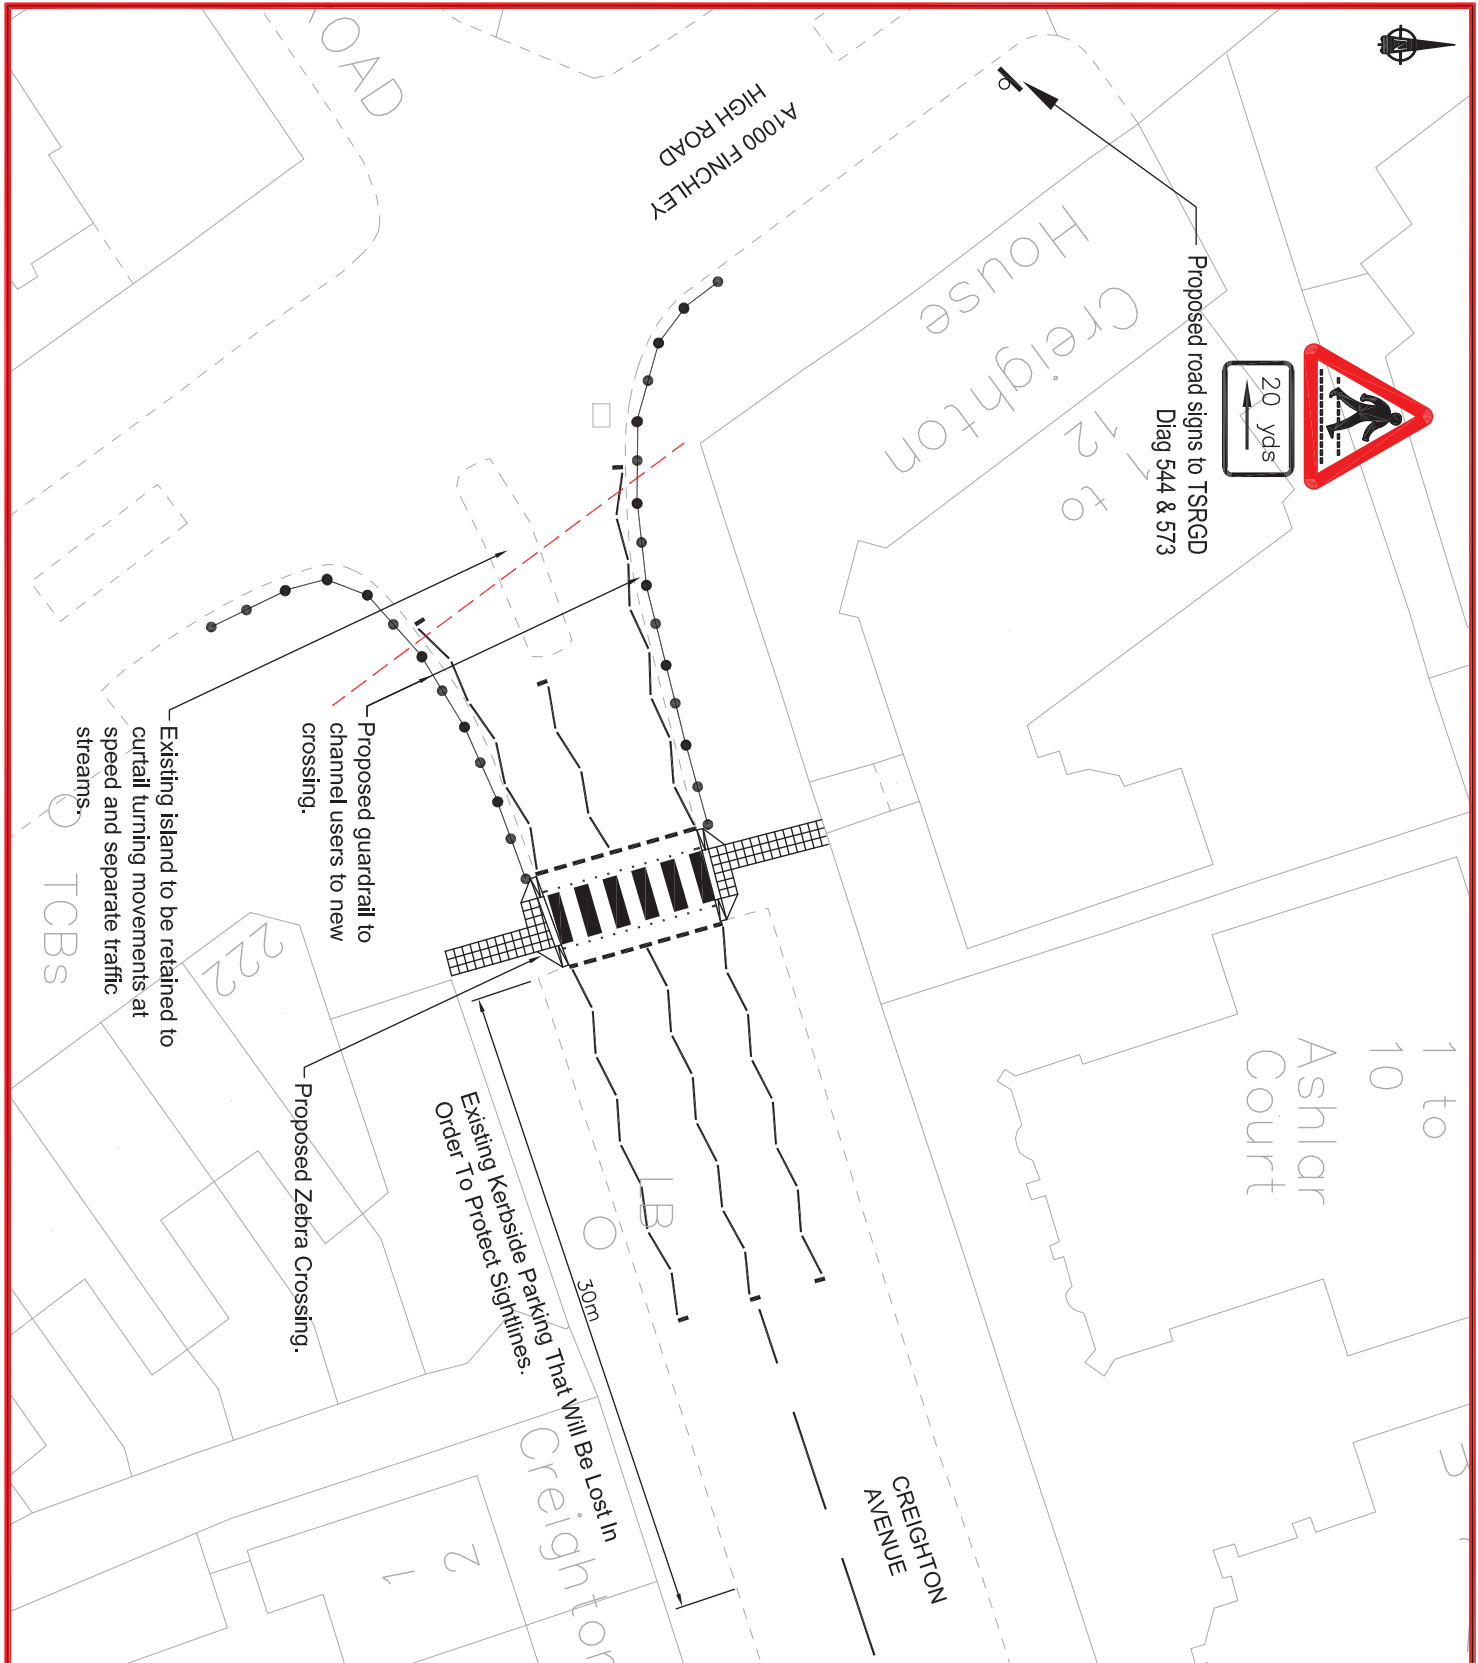 Proposed road signs to TSRGD
Diag 544 & 573
20 yds
A1000 FINCHLEY
HIGH ROAD
OAD
12 to
Creighton
House
1 to
10
Ashlar
Court
Proposed guardrail to
channel users to new
crossing.
Existing island to be retained to
curtail turning movements at
speed and separate traffic
streams.
TCBs
222
Proposed Zebra Crossing.
LB
30m
Existing Kerbside Parking That Will Be Lost In
Order To Protect Sightlines.
CREIGHTON
AVENUE
Creighton
2
1